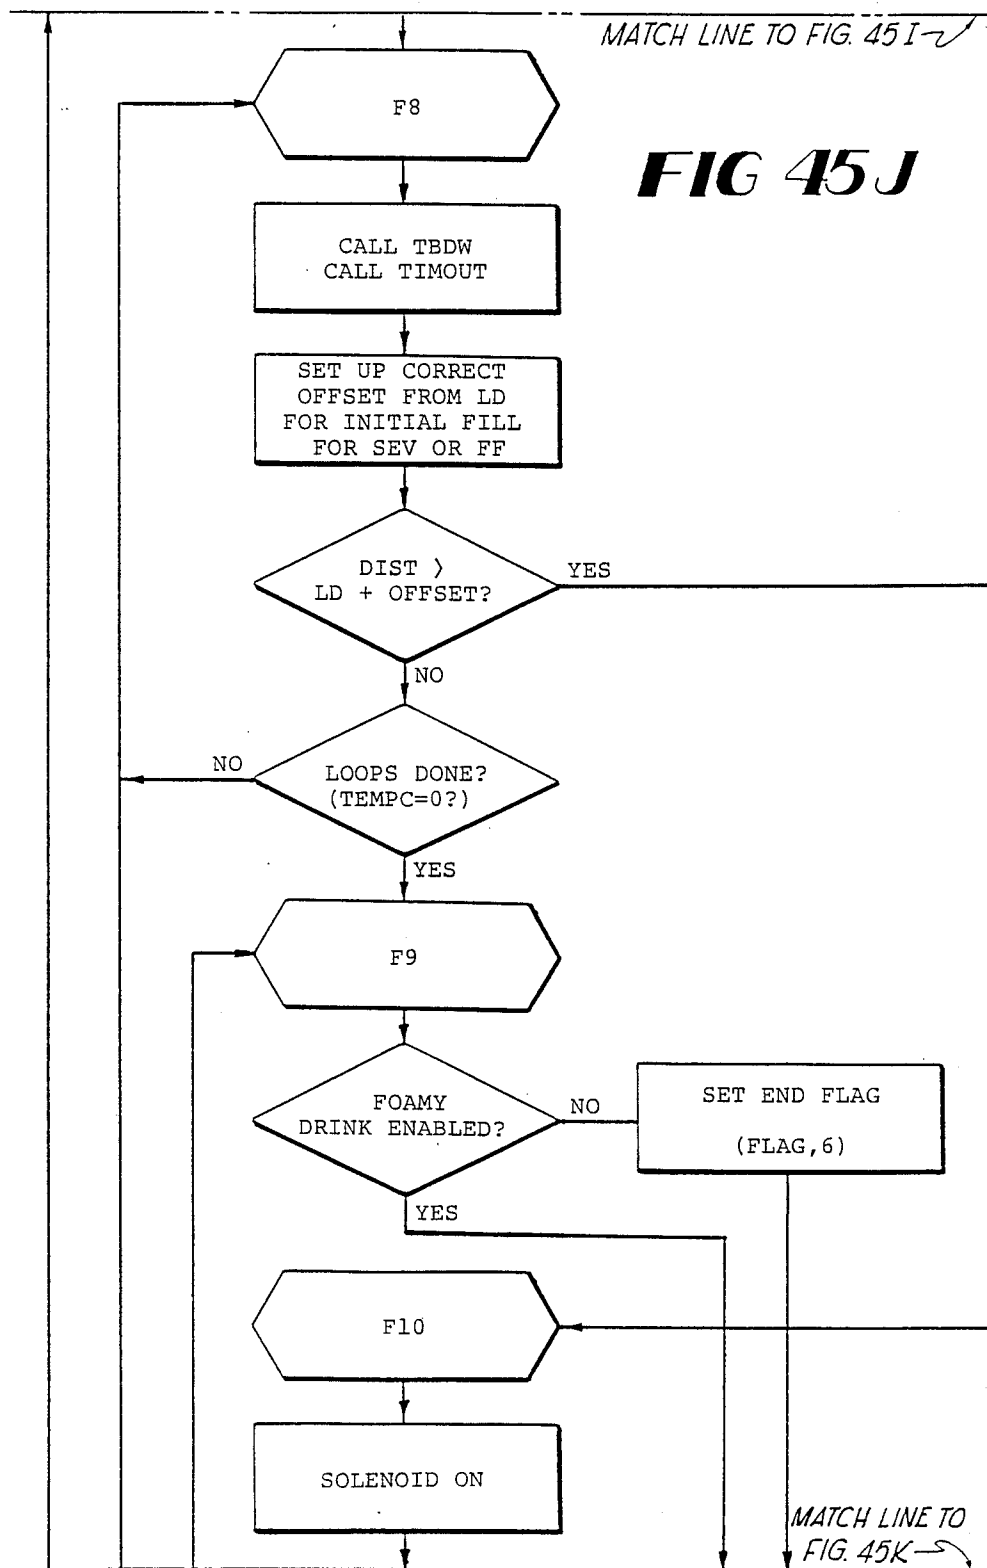 MATCH LINE TO FIG. 45I
F8
FIG 45J
CALL TBDW
CALL TIMOUT
SET UP CORRECT
OFFSET FROM LD
FOR INITIAL FILL
FOR SEV OR FF
DIST >
LD + OFFSET?
YES
NO
LOOPS DONE?
(TEMPC=0?)
NO
YES
F9
FOAMY
DRINK ENABLED?
NO
SET END FLAG
(FLAG,6)
YES
F10
SOLENOID ON
MATCH LINE TO
FIG. 45K